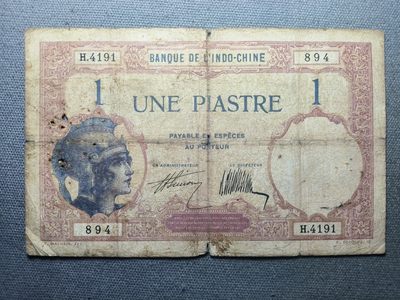 BANQUE DE L'INDO-CHINE
H.4191
894
1
UNE PIASTRE
1
PAYABLE EN ESPÈCES
AU PORTEUR
UN ADMINISTRATEUR
LE DIRECTEUR
894
H.4191